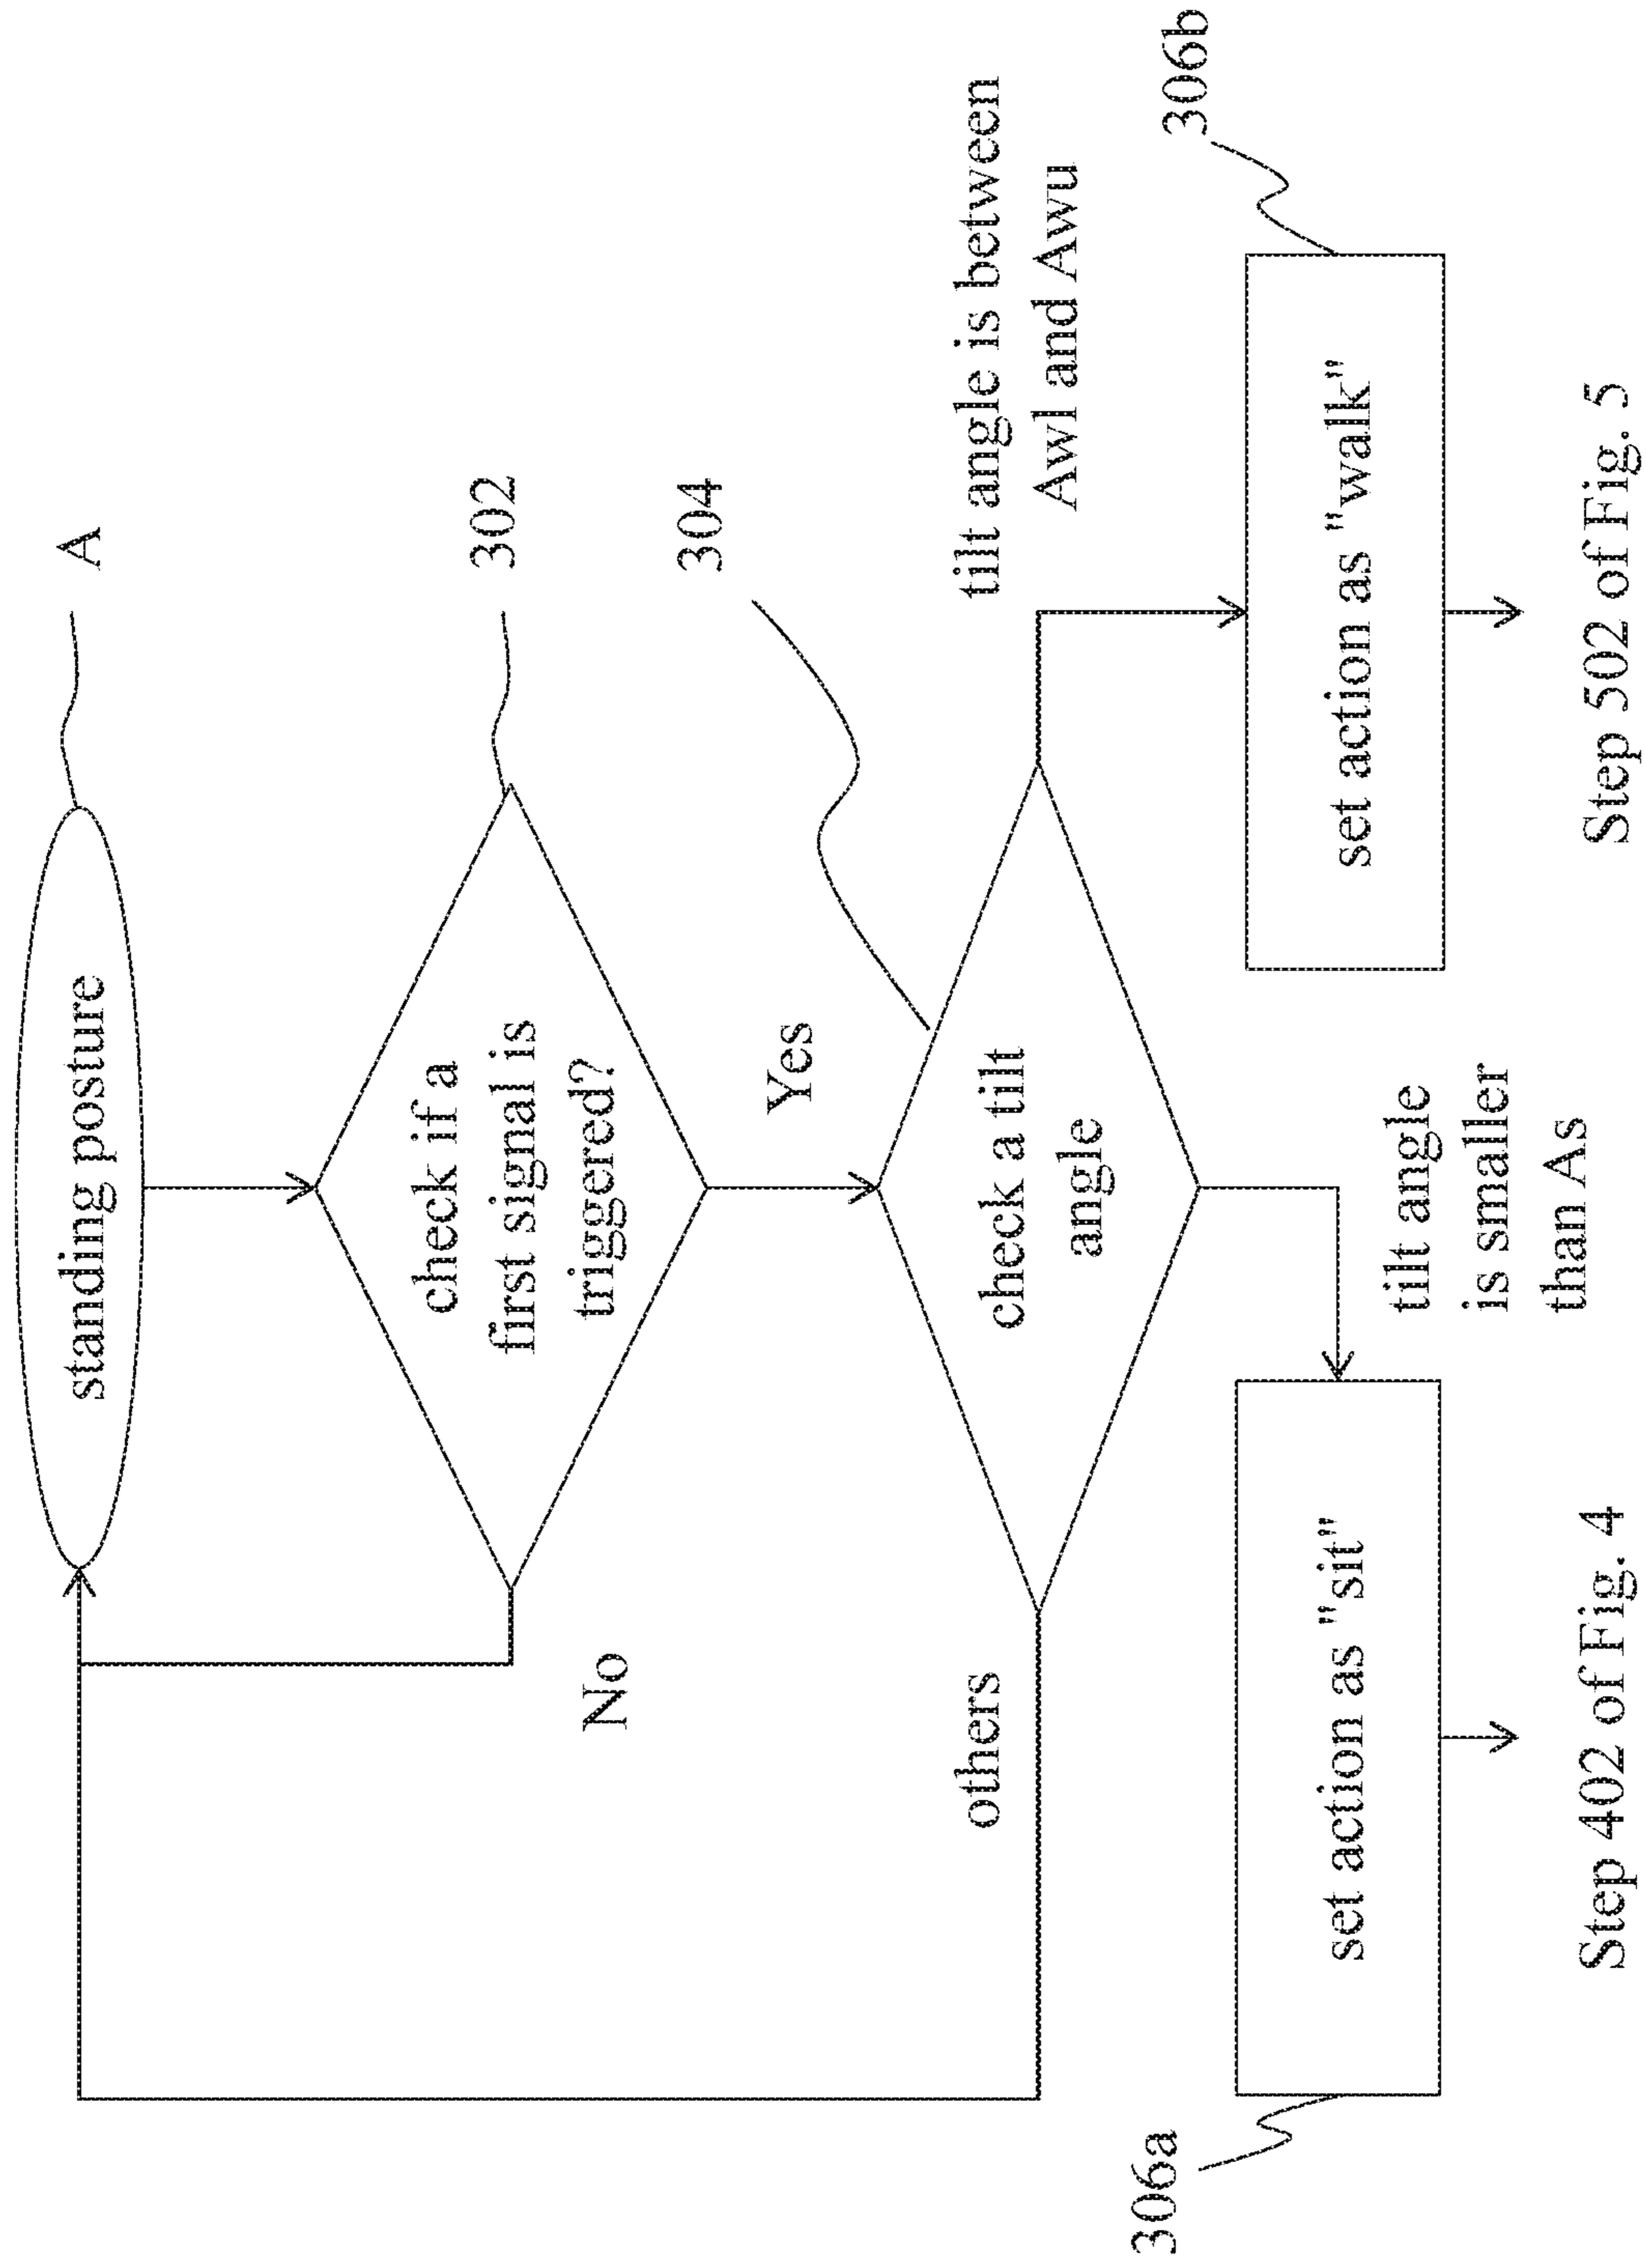 standing posture
A
check if a
first signal is
triggered?
302
No
Yes
304
check a tilt
angle
others
tilt angle is between
Awl and Awu
tilt angle
is smaller
than As
306a
set action as "sit"
set action as "walk"
306b
Step 402 of Fig. 4
Step 502 of Fig. 5